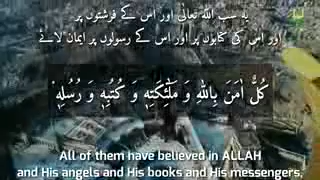 یہ سب اللہ تعالیٰ اور اس کے فرشتوں پر
اور اس کی کتابوں پر اور اس کے رسولوں پر ایمان لائے
كُلٌّ اٰمَنَ بِاللّٰهِ وَ مَلٰٓئِكَتِهٖ وَ كُتُبِهٖ وَ رُسُلِهٖ
All of them have believed in ALLAH
and His angels and His books and His messengers,